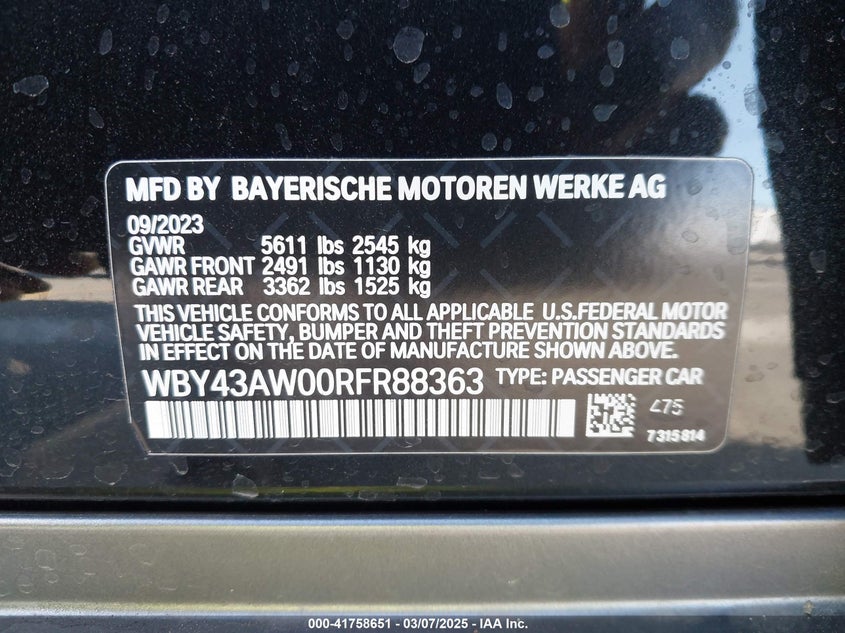 MFD BY BAYERISCHE MOTOREN WERKE AG
09/2023
GVWR 5611 lbs 2545 kg
GAWR FRONT 2491 lbs 1130 kg
GAWR REAR 3362 lbs 1525 kg
THIS VEHICLE CONFORMS TO ALL APPLICABLE U.S.FEDERAL MOTOR
VEHICLE SAFETY, BUMPER AND THEFT PREVENTION STANDARDS
IN EFFECT ON THE DATE OF MANUFACTURE SHOWN ABOVE.
WBY43AW00RFR88363 TYPE: PASSENGER CAR
475
7315814
000-41758651 - 03/07/2025 - IAA Inc.